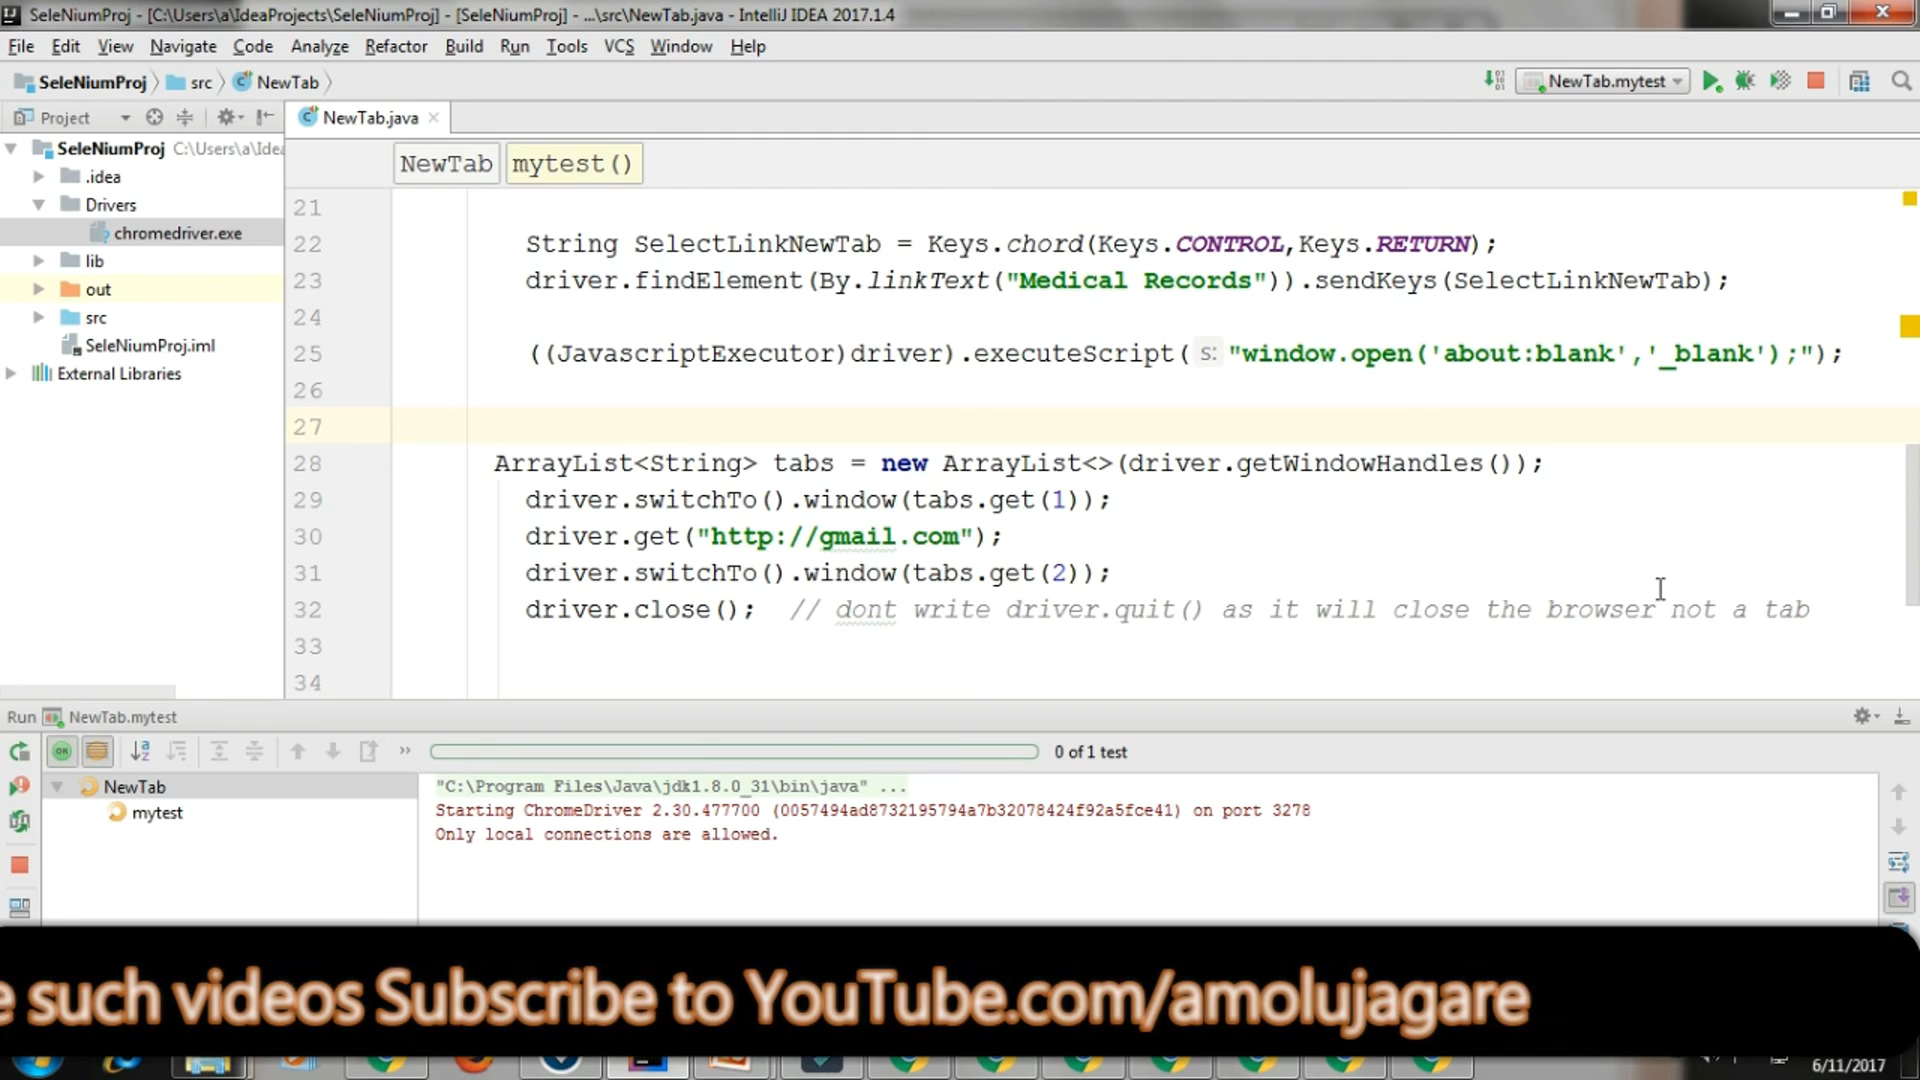 SeleNiumProj - [C:\Users\a\IdeaProjects\SeleNiumProj] - [SeleNiumProj] - ...\src\NewTab.java - IntelliJ IDEA 2017.1.4
File Edit View Navigate Code Analyze Refactor Build Run Tools VCS Window Help
SeleNiumProj src NewTab NewTab.mytest
Project NewTab.java
SeleNiumProj C:\Users\a\Idea
.idea
Drivers
chromedriver.exe
lib
out
src
SeleNiumProj.iml
External Libraries
NewTab mytest()
21
22 String SelectLinkNewTab = Keys.chord(Keys.CONTROL,Keys.RETURN);
23 driver.findElement(By.linkText("Medical Records")).sendKeys(SelectLinkNewTab);
24
25 ((JavascriptExecutor)driver).executeScript( s: "window.open('about:blank','_blank');");
26
27
28 ArrayList<String> tabs = new ArrayList<>(driver.getWindowHandles());
29 driver.switchTo().window(tabs.get(1));
30 driver.get("http://gmail.com");
31 driver.switchTo().window(tabs.get(2));
32 driver.close(); // dont write driver.quit() as it will close the browser not a tab
33
34
Run NewTab.mytest
0 of 1 test
NewTab
mytest
"C:\Program Files\Java\jdk1.8.0_31\bin\java" ...
Starting ChromeDriver 2.30.477700 (0057494ad8732195794a7b32078424f92a5fce41) on port 3278
Only local connections are allowed.
e such videos Subscribe to YouTube.com/amolujagare
6/11/2017